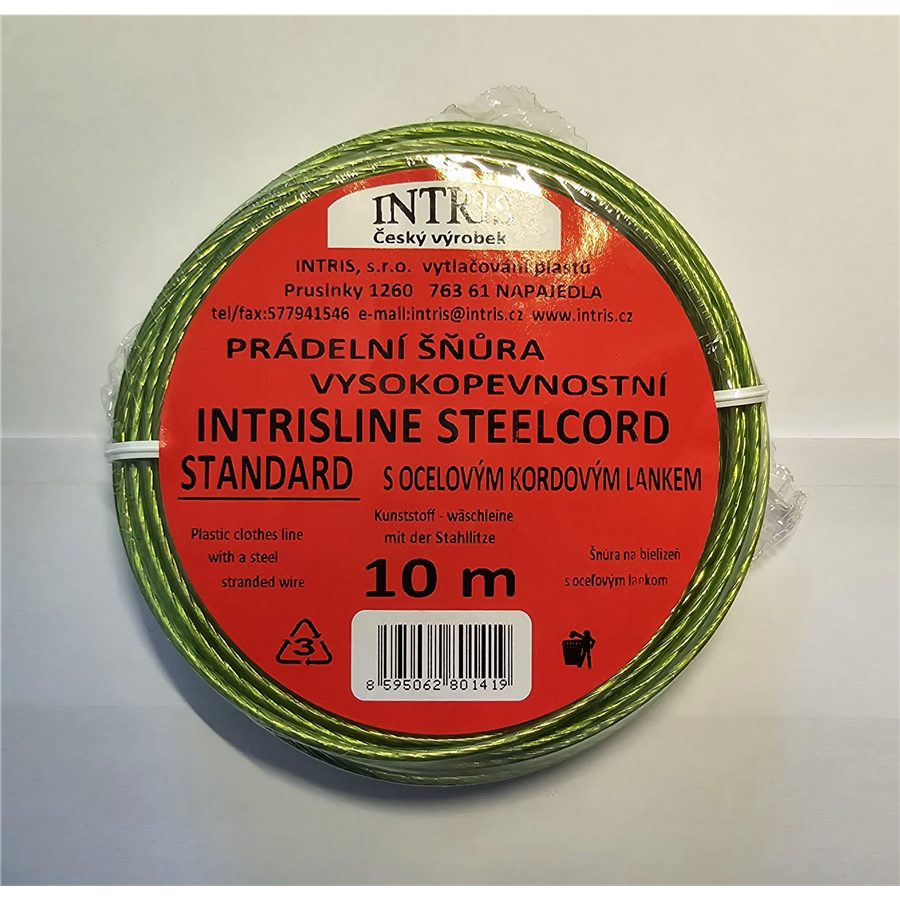 INTRIS
Český výrobek
INTRIS, s.r.o. vytlačování plastů
Prusinky 1260 763 61 NAPAJEDLA
tel/fax:577941546 e-mail:intris@intris.cz www.intris.cz
PRÁDELNÍ ŠŇŮRA
VYSOKOPEVNOSTNÍ
INTRISLINE STEELCORD
STANDARD S OCELOVÝM KORDOVÝM LANKEM
Kunststoff - wäschleine
mit der Stahllitze
Plastic clothes line
with a steel
stranded wire
Šnúra na bielizeň
s oceľovým lankom
10 m
3
8 595062 801419